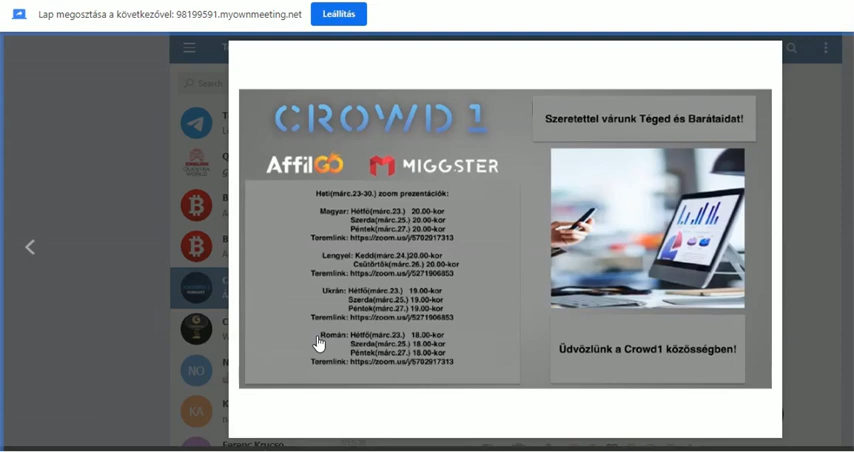 Lap megosztása a következővel: 98199591.myownmeeting.net
Leállítás
Search
CROWD 1
Szeretettel várunk Téged és Barátaidat!
AffilGO MIGGSTER
Heti(márc.23-30.) zoom prezentációk:
Magyar: Hétfő(márc.23.) 20.00-kor
Szerda(márc.25.) 20.00-kor
Péntek(márc.27.) 20.00-kor
Teremlink: https://zoom.us/j/5702917313
Lengyel: Kedd(márc.24.)20.00-kor
Csütörtök(márc.26.) 20.00-kor
Teremlink: https://zoom.us/j/5271906853
Ukrán: Hétfő(márc.23.) 19.00-kor
Szerda(márc.25.) 19.00-kor
Péntek(márc.27.) 19.00-kor
Teremlink: https://zoom.us/j/5271906853
Román: Hétfő(márc.23.) 18.00-kor
Szerda(márc.25.) 18.00-kor
Péntek(márc.27.) 18.00-kor
Teremlink: https://zoom.us/j/5702917313
Üdvözlünk a Crowd1 közösségben!
NO
KA
Ferenc Krucso